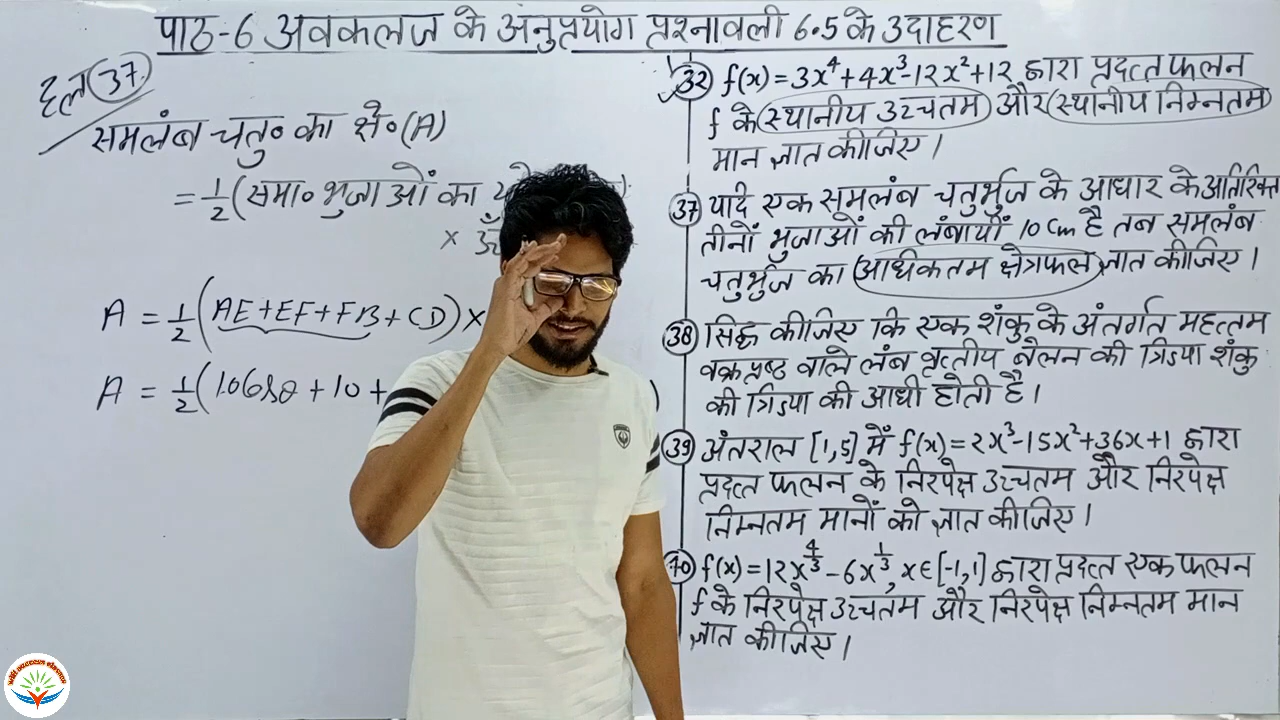 पाठ-6 अवकलज के अनुप्रयोग प्रश्नावली 6.5 के उदाहरण
हल 37
समलंब चतु० का क्षे०(A)
= 1/2 (समा० भुजाओं का
×
A = 1/2 (AE+EF+FB+CD) ×
A = 1/2 (10cosθ + 10 +
32 f(x) = 3x⁴+4x³-12x²+12 द्वारा प्रदत्त फलन
f के स्थानीय उच्चतम और स्थानीय निम्नतम
मान ज्ञात कीजिए।
37 यदि एक समलंब चतुर्भुज के आधार के अतिरिक्त
तीनों भुजाओं की लंबायीं 10 cm है तब समलंब
चतुर्भुज का अधिकतम क्षेत्रफल ज्ञात कीजिए।
38 सिद्ध कीजिए कि एक शंकु के अंतर्गत महत्तम
वक्रपृष्ठ वाले लंब वृत्तीय बेलन की त्रिज्या शंकु
की त्रिज्या की आधी होती है।
39 अंतराल [1,5] में f(x) = 2x³-15x²+36x+1 द्वारा
प्रदत्त फलन के निरपेक्ष उच्चतम और निरपेक्ष
निम्नतम मानों को ज्ञात कीजिए।
40 f(x) = 12x^4/3 - 6x^1/3, x∈[-1,1] द्वारा प्रदत्त एक फलन
f के निरपेक्ष उच्चतम और निरपेक्ष निम्नतम मान
ज्ञात कीजिए।